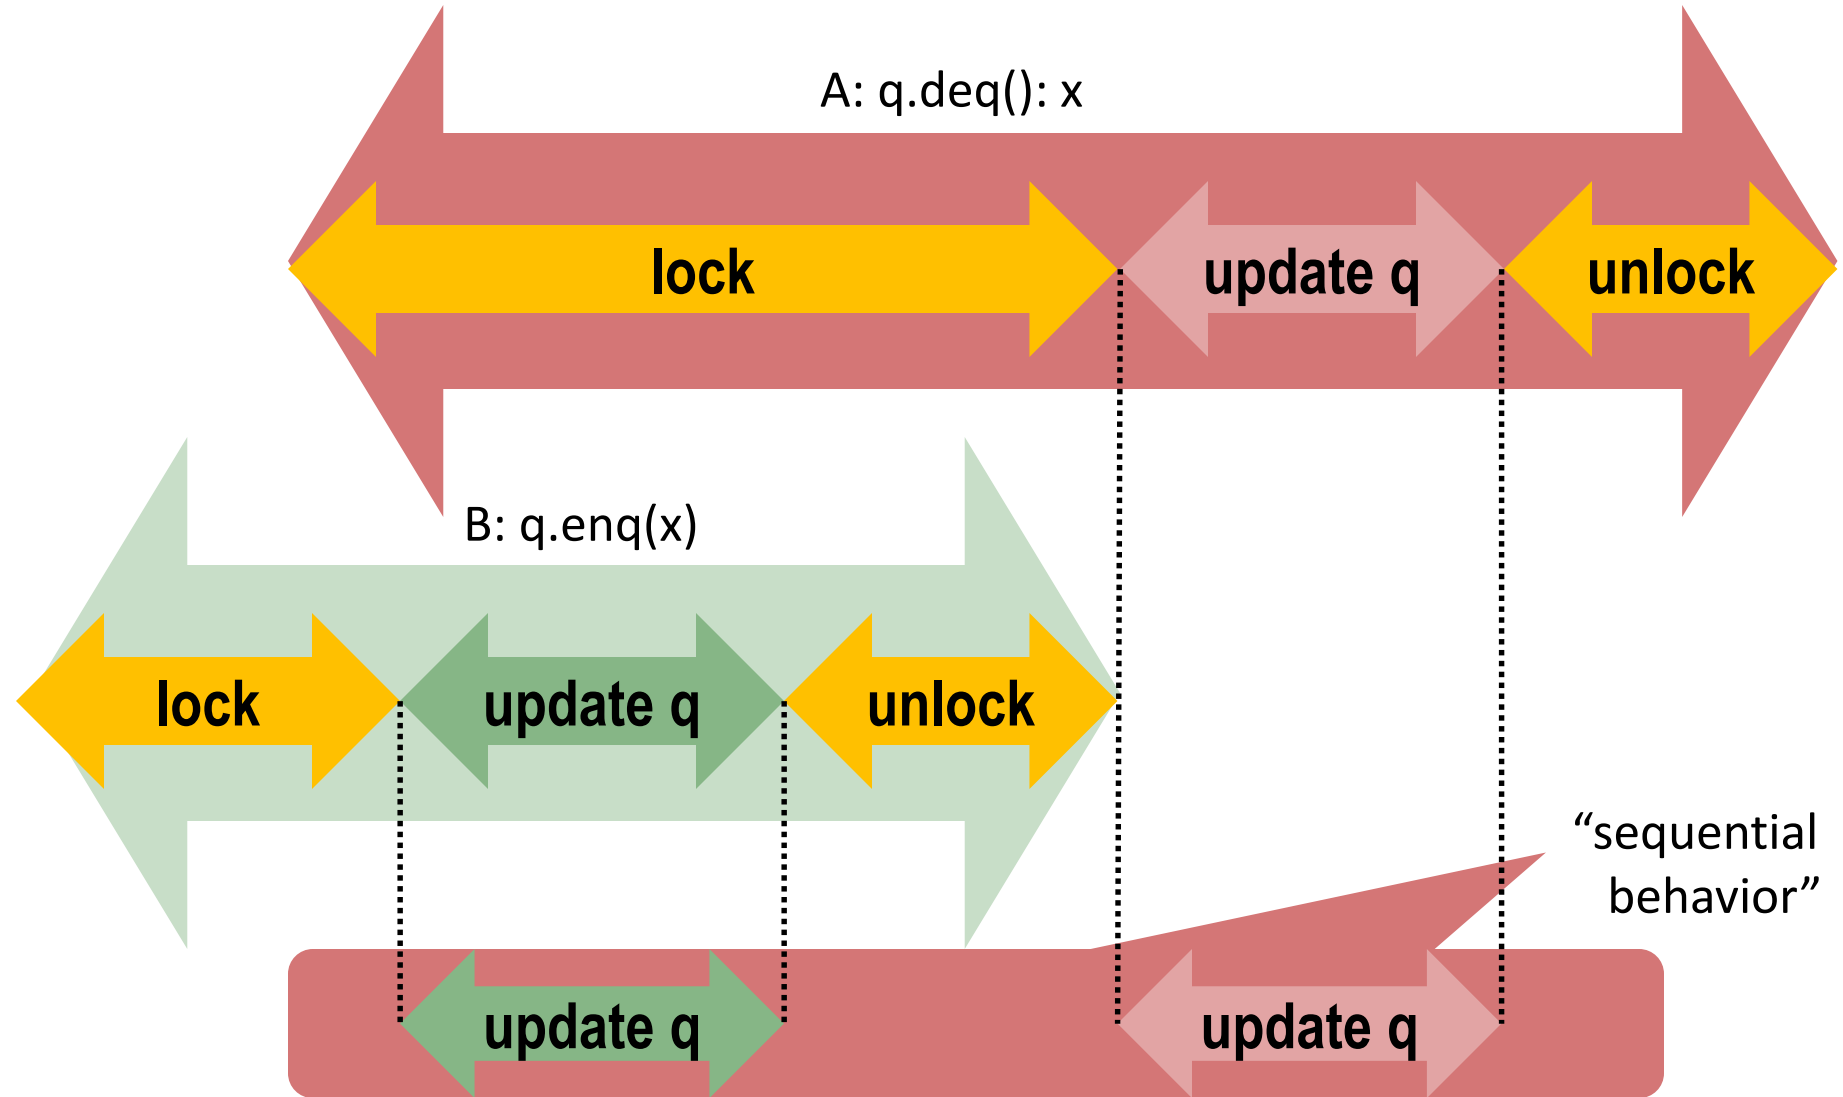 A: q.deq(): x
lock
update q
unlock
B: q.enq(x)
lock
update q
unlock
“sequential
behavior”
update q
update q